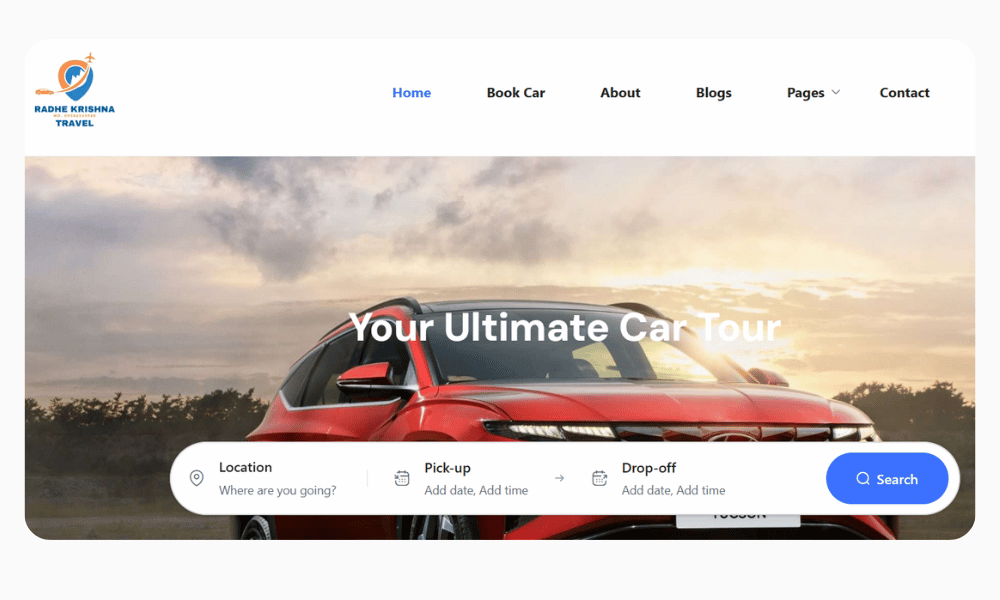 RADHE KRISHNA
TRAVEL
Home
Book Car
About
Blogs
Pages
Contact
Your Ultimate Car Tour
Location
Where are you going?
Pick-up
Add date, Add time
Drop-off
Add date, Add time
Search
TUCSON